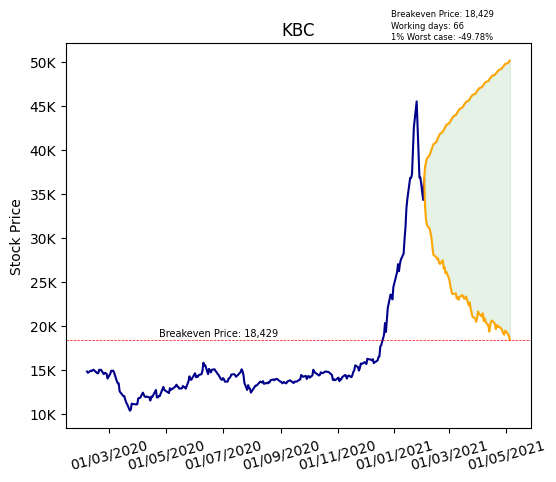 Breakeven Price: 18,429
Working days: 66
1% Worst case: -49.78%
KBC
50K
45K
40K
35K
30K
25K
20K
15K
10K
Stock Price
Breakeven Price: 18,429
01/03/2020
01/05/2020
01/07/2020
01/09/2020
01/11/2020
01/01/2021
01/03/2021
01/05/2021